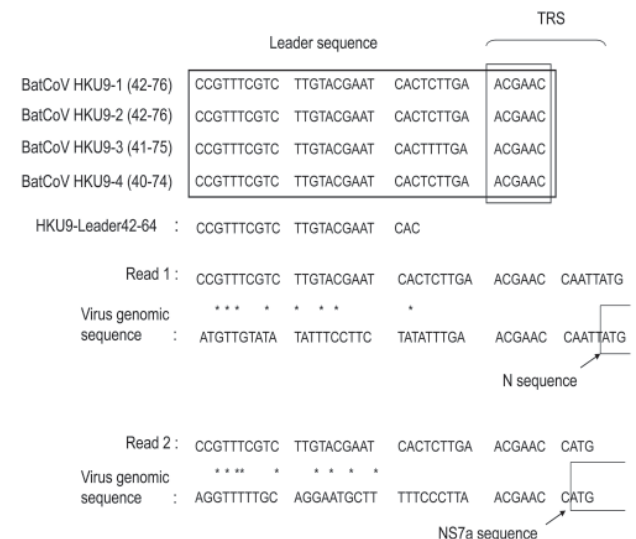 TRS
Leader sequence
BatCoV HKU9-1 (42-76) CCGTTTCGTC TTGTACGAAT CACTCTTGA ACGAAC
BatCoV HKU9-2 (42-76) CCGTTTCGTC TTGTACGAAT CACTCTTGA ACGAAC
BatCoV HKU9-3 (41-75) CCGTTTCGTC TTGTACGAAT CACTTTTGA ACGAAC
BatCoV HKU9-4 (40-74) CCGTTTCGTC TTGTACGAAT CACTCTTGA ACGAAC
HKU9-Leader42-64 : CCGTTTCGTC TTGTACGAAT CAC
Read 1 : CCGTTTCGTC TTGTACGAAT CACTCTTGA ACGAAC CAATTATG
* * * * * * * *
Virus genomic
sequence : ATGTTGTATA TATTTCCTTC TATATTTGA ACGAAC CAATTATG
N sequence
Read 2 : CCGTTTCGTC TTGTACGAAT CACTCTTGA ACGAAC CATG
* * ** * * * * *
Virus genomic
sequence : AGGTTTTTGC AGGAATGCTT TTTCCCTTA ACGAAC CATG
NS7a sequence